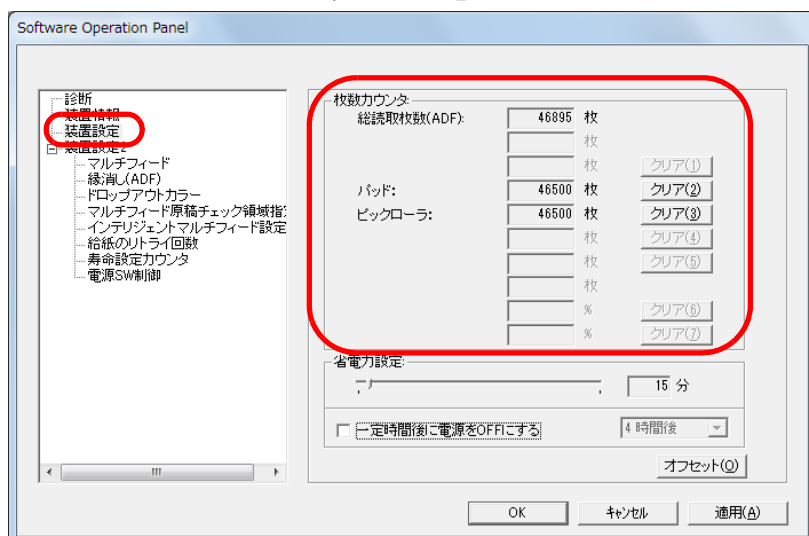 Software Operation Panel
診断
装置情報
装置設定
装置設定2
マルチフィード
縁消し(ADF)
ドロップアウトカラー
マルチフィード原稿チェック領域指
インテリジェントマルチフィード設定
給紙のリトライ回数
寿命設定カウンタ
電源SW制御
枚数カウンタ:
総読取枚数(ADF): 46895 枚
枚
枚 クリア(1)
パッド: 46500 枚 クリア(2)
ピックローラ: 46500 枚 クリア(3)
枚 クリア(4)
枚 クリア(5)
枚
% クリア(6)
% クリア(7)
省電力設定:
15 分
一定時間後に電源をOFFにする 4 時間後
オフセット(O)
OK キャンセル 適用(A)